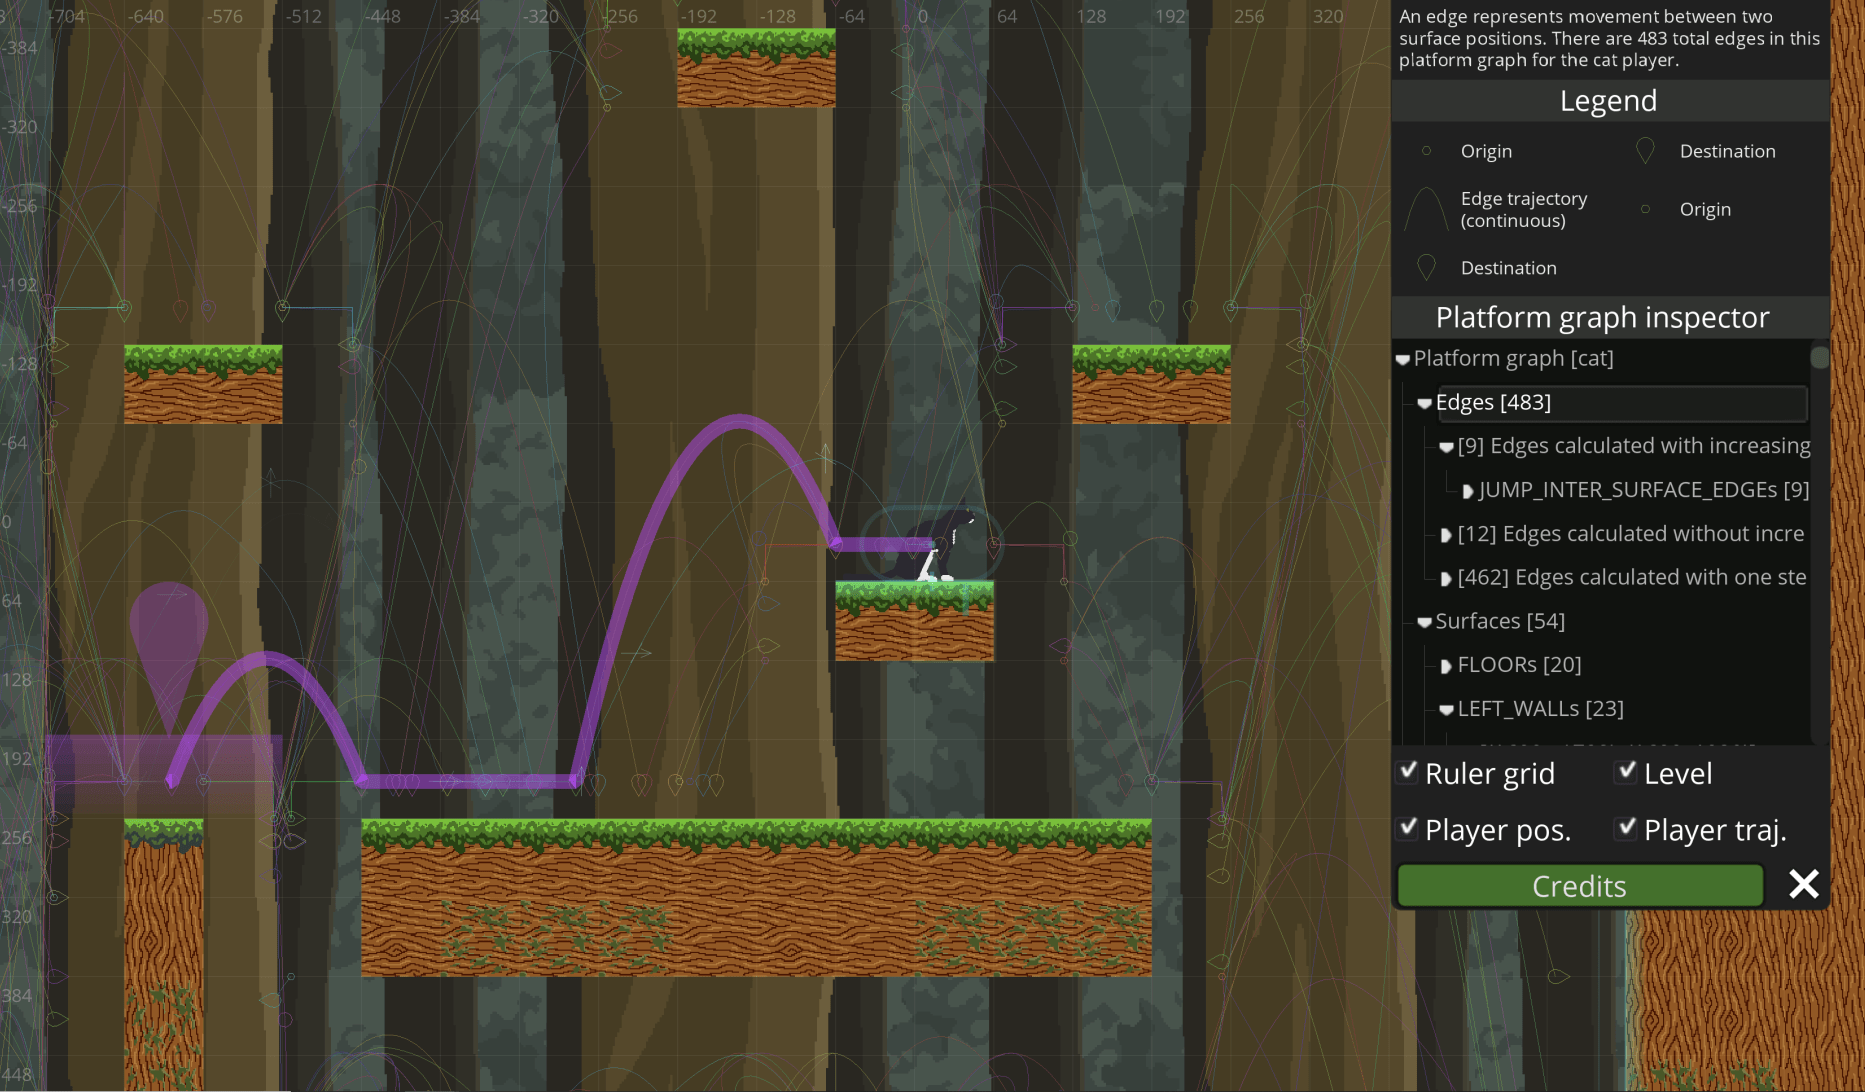 -704 -640 -576 -512 -448 -384 -320 -256 -192 -128 -64 0 64 128 192 256 320
-384
-320
-256
-192
-128
-64
0
64
128
192
256
320
384
448
An edge represents movement between two
surface positions. There are 483 total edges in this
platform graph for the cat player.
Legend
Origin
Destination
Edge trajectory
(continuous)
Origin
Destination
Platform graph inspector
Platform graph [cat]
Edges [483]
[9] Edges calculated with increasing
JUMP_INTER_SURFACE_EDGEs [9]
[12] Edges calculated without incre
[462] Edges calculated with one ste
Surfaces [54]
FLOORs [20]
LEFT_WALLs [23]
Ruler grid
Level
Player pos.
Player traj.
Credits